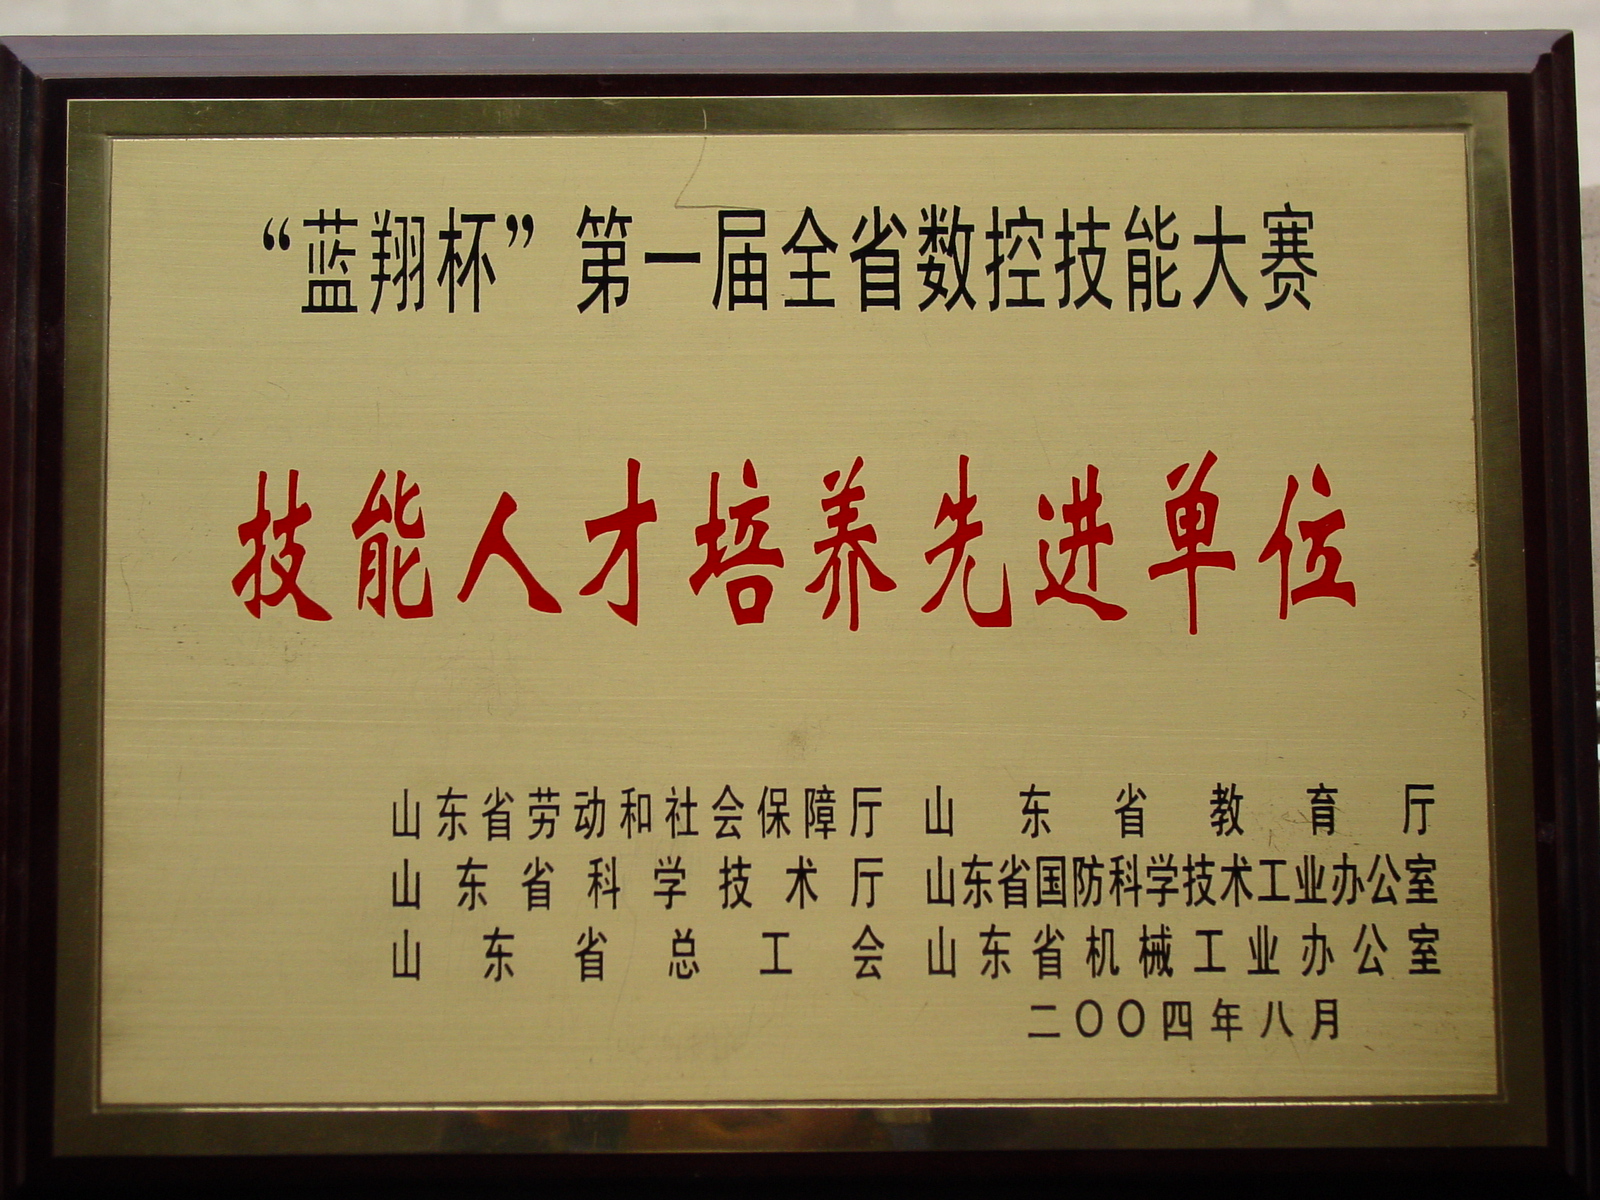 “蓝翔杯”第一届全省数控技能大赛
技能人才培养先进单位
山东省劳动和社会保障厅 山东省教育厅
山东省科学技术厅 山东省国防科学技术工业办公室
山东省总工会 山东省机械工业办公室
二〇〇四年八月